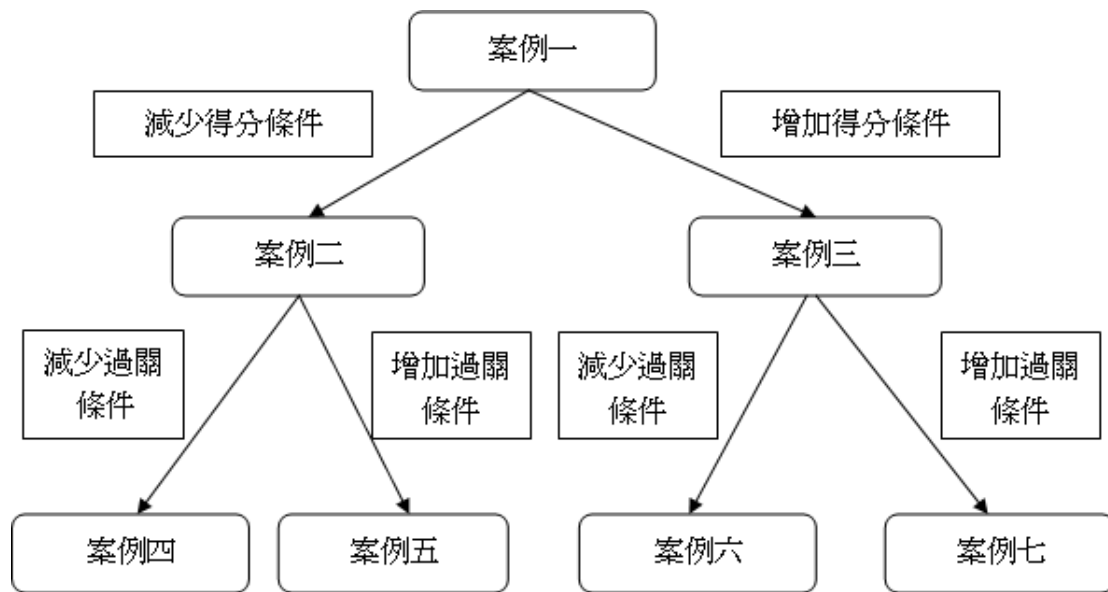 案例一
減少得分條件
增加得分條件
案例二
案例三
減少過關
條件
增加過關
條件
減少過關
條件
增加過關
條件
案例四
案例五
案例六
案例七